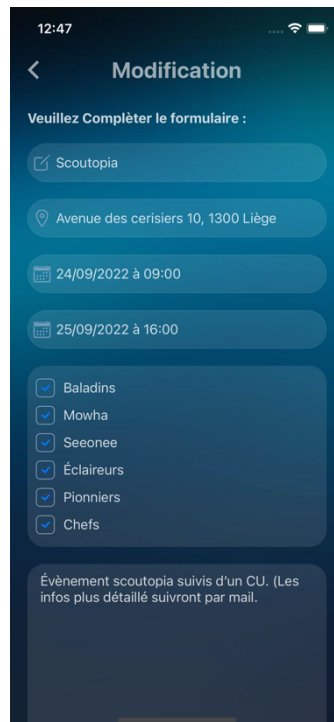 12:47
Modification
Veuillez Complèter le formulaire :
Scoutopia
Avenue des cerisiers 10, 1300 Liège
24/09/2022 à 09:00
25/09/2022 à 16:00
Baladins
Mowha
Seeonee
Éclaireurs
Pionniers
Chefs
Évènement scoutopia suivis d'un CU. (Les
infos plus détaillé suivront par mail.